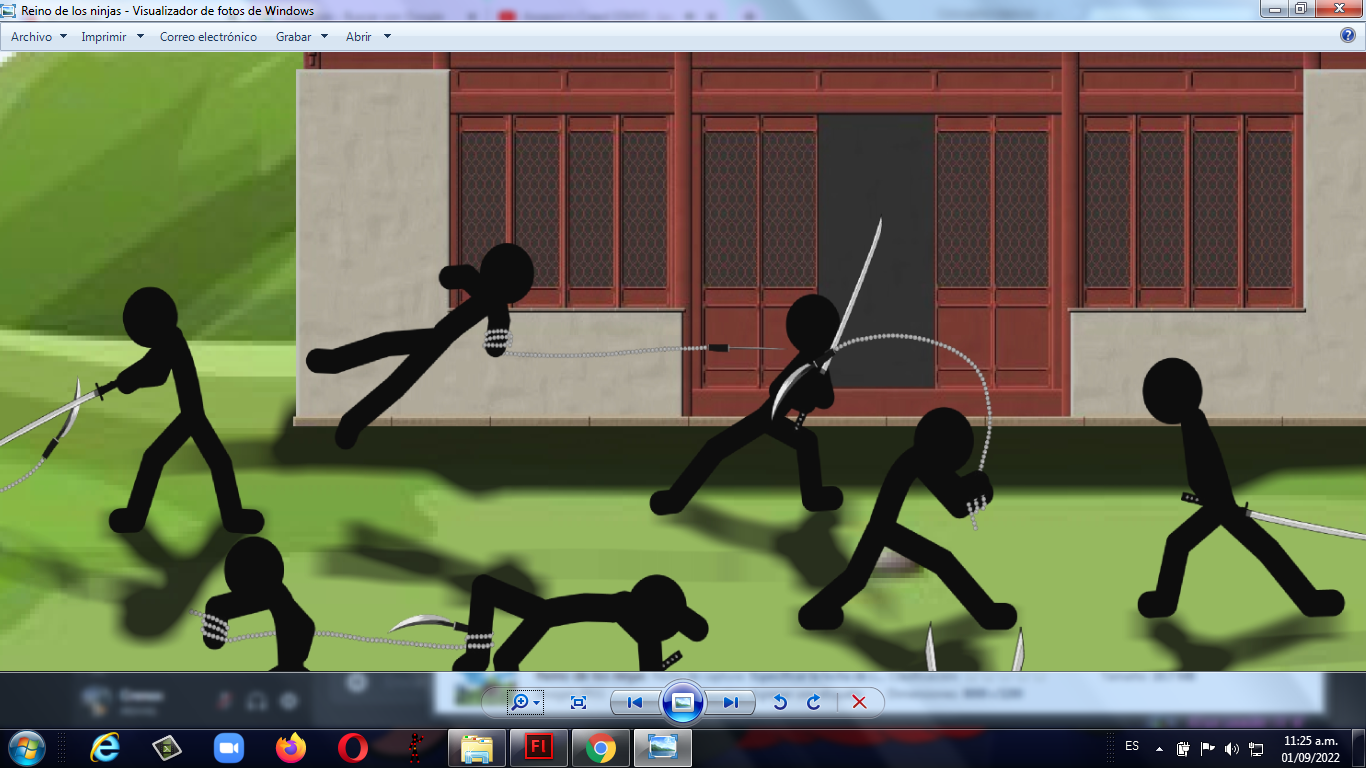 Reino de los ninjas - Visualizador de fotos de Windows
Archivo Imprimir Correo electrónico Grabar Abrir
Fl
ES
11:25 a.m.
01/09/2022